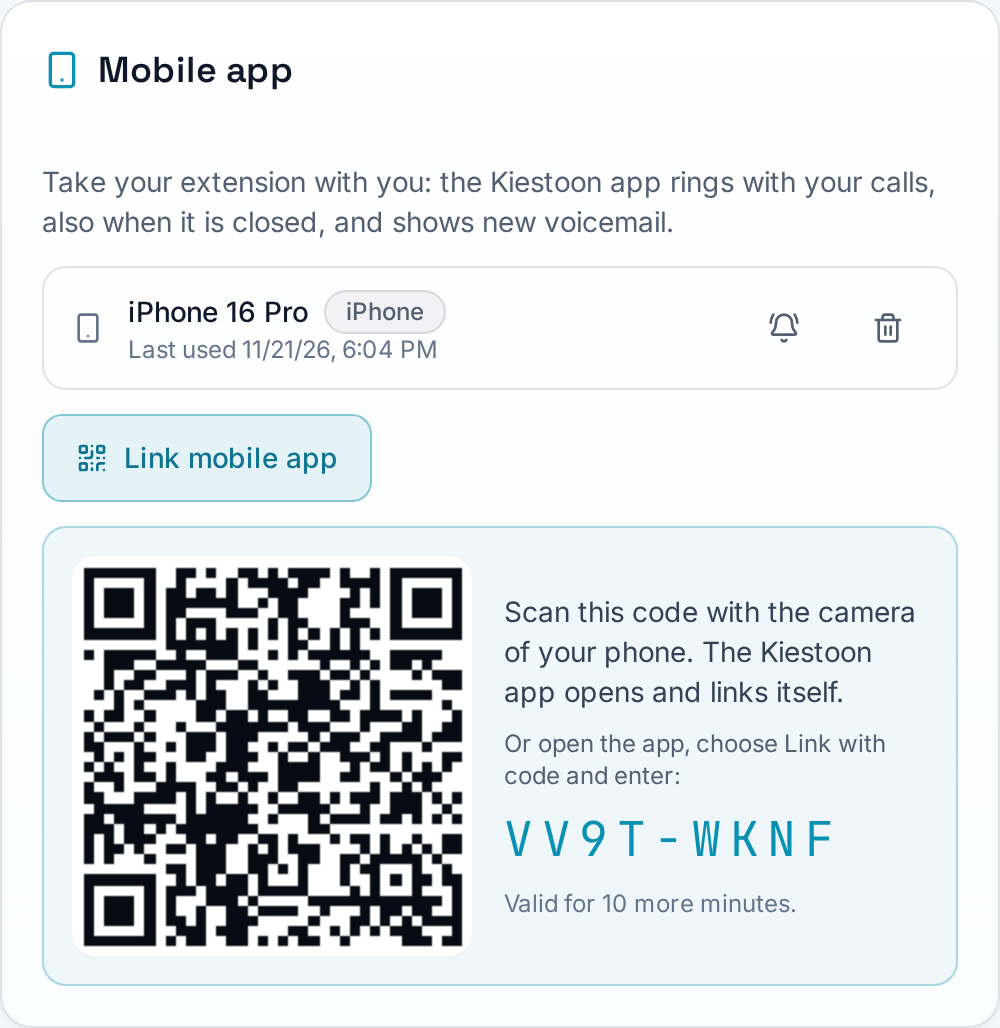 Mobile app
Take your extension with you: the Kiestoon app rings with your calls,
also when it is closed, and shows new voicemail.
iPhone 16 Pro iPhone
Last used 11/21/26, 6:04 PM
Link mobile app
Scan this code with the camera
of your phone. The Kiestoon
app opens and links itself.
Or open the app, choose Link with
code and enter:
VV9T-WKNF
Valid for 10 more minutes.